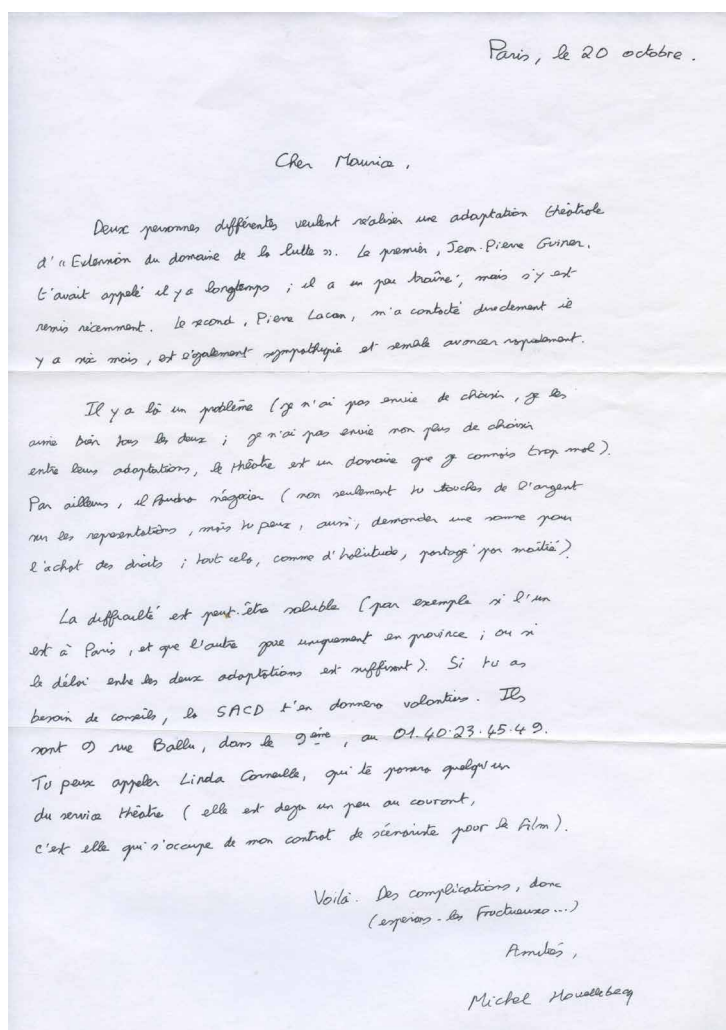 Paris, le 20 octobre.
Cher Maurice,
Deux personnes différentes veulent réaliser une adaptation théâtrale
d'« Extension du domaine de la lutte ». Le premier, Jean-Pierre Guiner,
t'avait appelé il y a longtemps ; il a un peu traîné, mais s'y est
remis récemment. Le second, Pierre Lacan, m'a contacté directement il
y a six mois, est également sympathique et semble avancer rapidement.
Il y a là un problème (je n'ai pas envie de choisir, je les
aime bien tous les deux ; je n'ai pas envie non plus de choisir
entre leurs adaptations, le théâtre est un domaine que je connais trop mal).
Par ailleurs, il faudra négocier (non seulement tu touches de l'argent
sur les représentations, mais tu peux, aussi, demander une somme pour
l'achat des droits ; tout cela, comme d'habitude, partagé par moitié)
La difficulté est peut-être soluble (par exemple si l'un
est à Paris, et que l'autre joue uniquement en province ; ou si
le délai entre les deux adaptations est suffisant). Si tu as
besoin de conseils, la SACD t'en donnera volontiers. Ils
sont 9 rue Ballu, dans le 9ème, au 01.40.23.45.49.
Tu peux appeler Linda Corneille, qui te passera quelqu'un
du service théâtre (elle est déjà un peu au courant,
c'est elle qui s'occupe de mon contrat de scénariste pour le film).
Voilà. Des complications, donc
(espérons-les fructueuses...)
Amitiés,
Michel Houellebecq